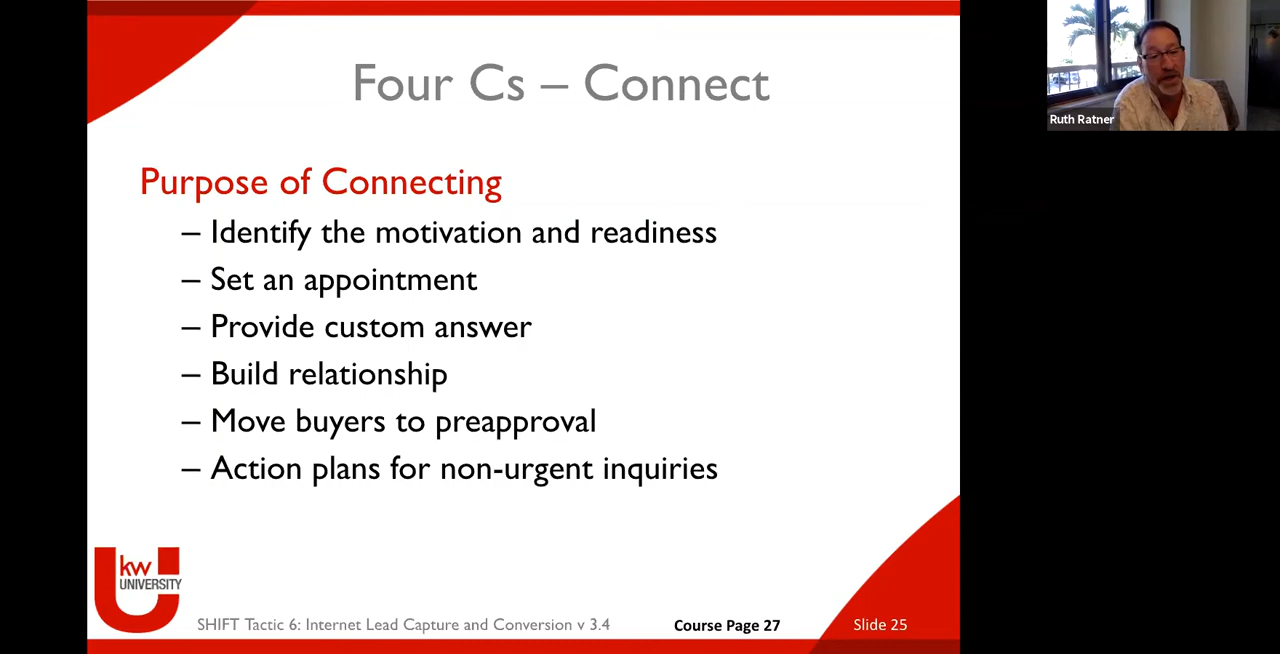 Four Cs – Connect
Ruth Ratner
Purpose of Connecting
– Identify the motivation and readiness
– Set an appointment
– Provide custom answer
– Build relationship
– Move buyers to preapproval
– Action plans for non-urgent inquiries
kw
UNIVERSITY
SHIFT Tactic 6: Internet Lead Capture and Conversion v 3.4
Course Page 27
Slide 25